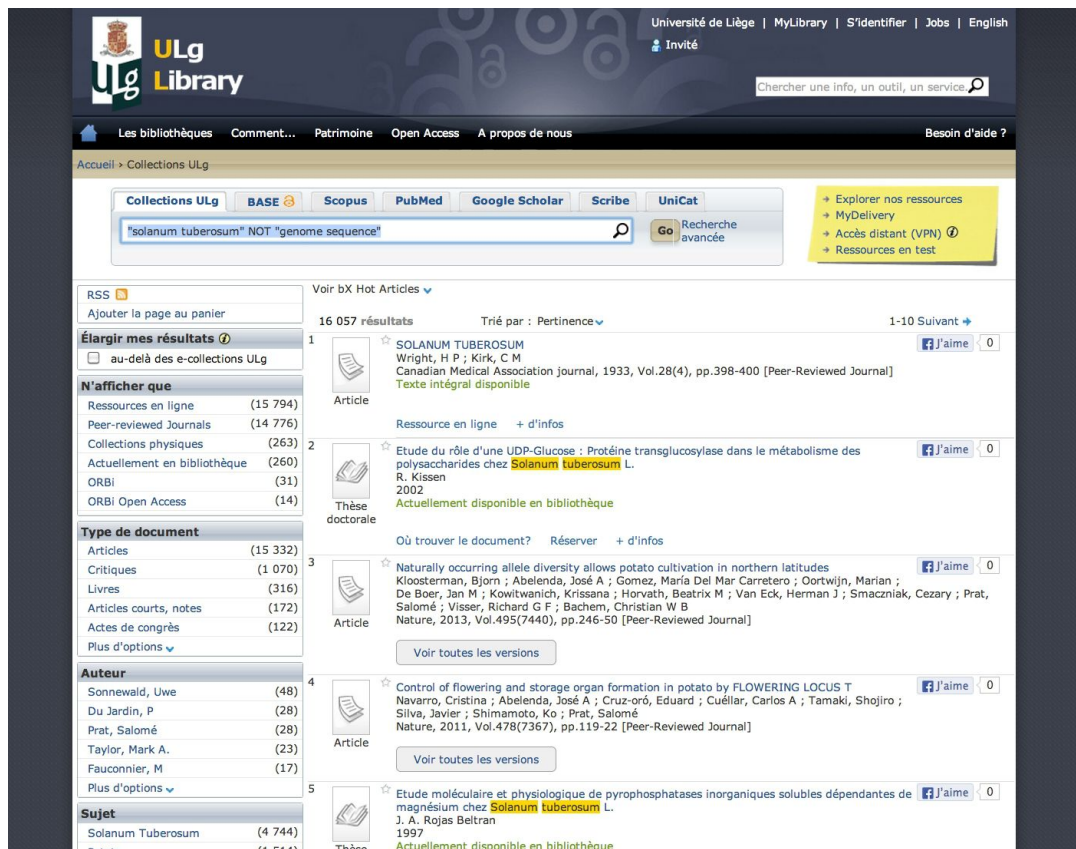 Université de Liège | MyLibrary | S'identifier | Jobs | English
Invité
ULg
Library
ULg
Chercher une info, un outil, un service.
Les bibliothèques Comment... Patrimoine Open Access A propos de nous Besoin d'aide ?
Accueil › Collections ULg
Collections ULg BASE Scopus PubMed Google Scholar Scribe UniCat
"solanum tuberosum" NOT "genome sequence"
Go
Recherche
avancée
Explorer nos ressources
MyDelivery
Accès distant (VPN)
Ressources en test
RSS
Ajouter la page au panier
Élargir mes résultats
au-delà des e-collections ULg
N'afficher que
Ressources en ligne (15 794)
Peer-reviewed Journals (14 776)
Collections physiques (263)
Actuellement en bibliothèque (260)
ORBi (31)
ORBi Open Access (14)
Type de document
Articles (15 332)
Critiques (1 070)
Livres (316)
Articles courts, notes (172)
Actes de congrès (122)
Plus d'options
Auteur
Sonnewald, Uwe (48)
Du Jardin, P (28)
Prat, Salomé (28)
Taylor, Mark A. (23)
Fauconnier, M (17)
Plus d'options
Sujet
Solanum Tuberosum (4 744)
Voir bX Hot Articles
16 057 résultats Trié par : Pertinence 1-10 Suivant
1
Article
SOLANUM TUBEROSUM
Wright, H P ; Kirk, C M
Canadian Medical Association journal, 1933, Vol.28(4), pp.398-400 [Peer-Reviewed Journal]
Texte intégral disponible
Ressource en ligne + d'infos
J'aime 0
2
Thèse
doctorale
Etude du rôle d'une UDP-Glucose : Protéine transglucosylase dans le métabolisme des
polysaccharides chez Solanum tuberosum L.
R. Kissen
2002
Actuellement disponible en bibliothèque
Où trouver le document? Réserver + d'infos
J'aime 0
3
Article
Naturally occurring allele diversity allows potato cultivation in northern latitudes
Kloosterman, Bjorn ; Abelenda, José A ; Gomez, María Del Mar Carretero ; Oortwijn, Marian ;
De Boer, Jan M ; Kowitwanich, Krissana ; Horvath, Beatrix M ; Van Eck, Herman J ; Smaczniak, Cezary ; Prat,
Salomé ; Visser, Richard G F ; Bachem, Christian W B
Nature, 2013, Vol.495(7440), pp.246-50 [Peer-Reviewed Journal]
Voir toutes les versions
J'aime 0
4
Article
Control of flowering and storage organ formation in potato by FLOWERING LOCUS T
Navarro, Cristina ; Abelenda, José A ; Cruz-oró, Eduard ; Cuéllar, Carlos A ; Tamaki, Shojiro ;
Silva, Javier ; Shimamoto, Ko ; Prat, Salomé
Nature, 2011, Vol.478(7367), pp.119-22 [Peer-Reviewed Journal]
Voir toutes les versions
J'aime 0
5
Thèse
Etude moléculaire et physiologique de pyrophosphatases inorganiques solubles dépendantes de
magnésium chez Solanum tuberosum L.
J. A. Rojas Beltran
1997
Actuellement disponible en bibliothèque
J'aime 0